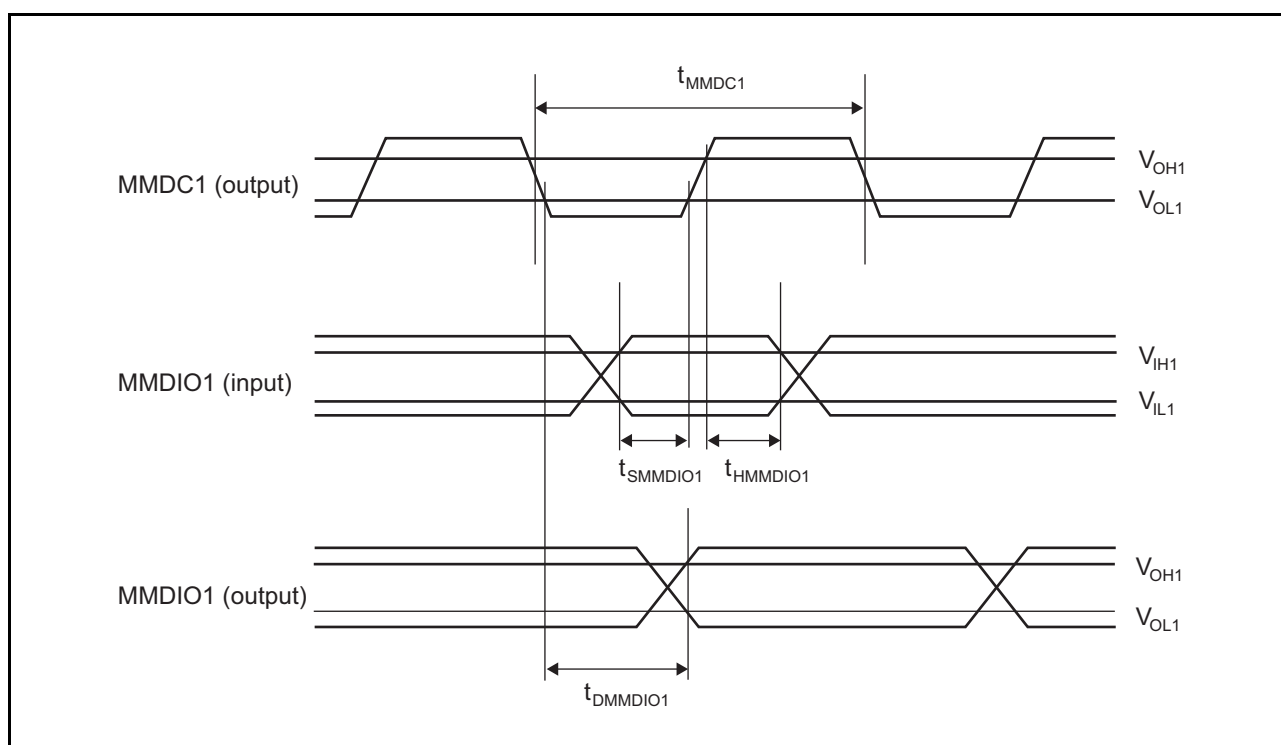 tMMDC1
MMDC1 (output)
VOH1
VOL1
MMDIO1 (input)
VIH1
VIL1
tSMMDIO1
tHMMDIO1
MMDIO1 (output)
VOH1
VOL1
tDMMDIO1